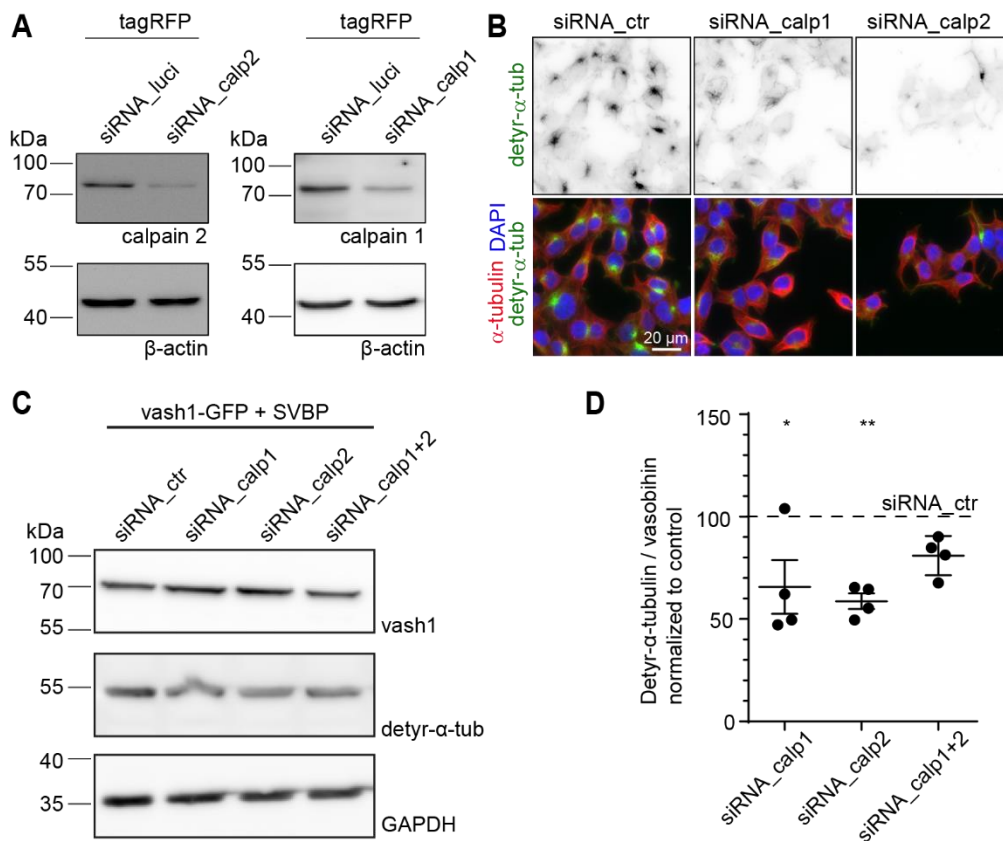 A
tagRFP
tagRFP
siRNA_luci
siRNA_calp2
siRNA_luci
siRNA_calp1
kDa
100
70
calpain 2
55
40
β-actin
kDa
100
70
calpain 1
55
40
β-actin
B
siRNA_ctr
siRNA_calp1
siRNA_calp2
detyr-α-tub
α-tubulin DAPI
detyr-α-tub
20 µm
C
vash1-GFP + SVBP
siRNA_ctr
siRNA_calp1
siRNA_calp2
siRNA_calp1+2
kDa
100
70
55
vash1
55
detyr-α-tub
40
35
GAPDH
D
Detyr-α-tubulin / vasobihin
normalized to control
150
100
50
0
*
**
siRNA_ctr
siRNA_calp1
siRNA_calp2
siRNA_calp1+2